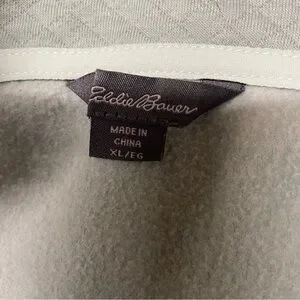 Eddie Bauer
MADE IN
CHINA
XL/EG